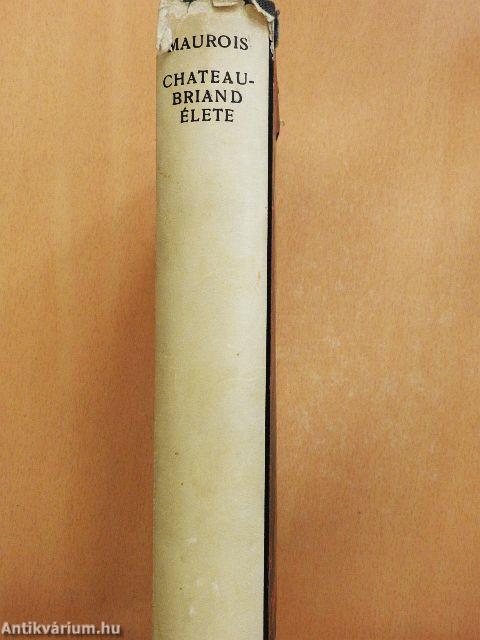 MAUROIS
CHATEAU-
BRIAND
ÉLETE
Antikvárium.hu